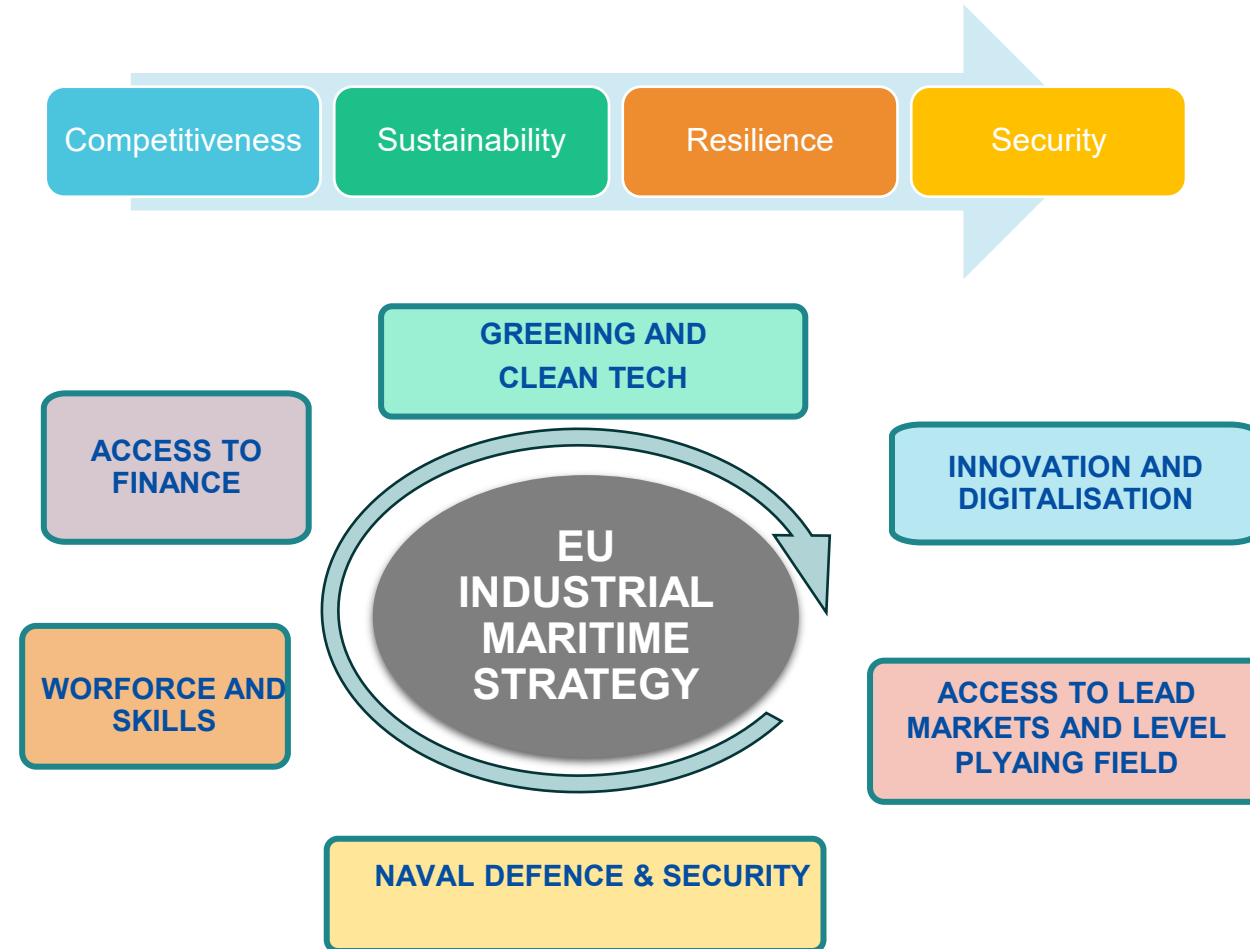 Competitiveness
Sustainability
Resilience
Security
GREENING AND
CLEAN TECH
ACCESS TO
FINANCE
INNOVATION AND
DIGITALISATION
EU
INDUSTRIAL
MARITIME
STRATEGY
WORFORCE AND
SKILLS
ACCESS TO LEAD
MARKETS AND LEVEL
PLYAING FIELD
NAVAL DEFENCE & SECURITY